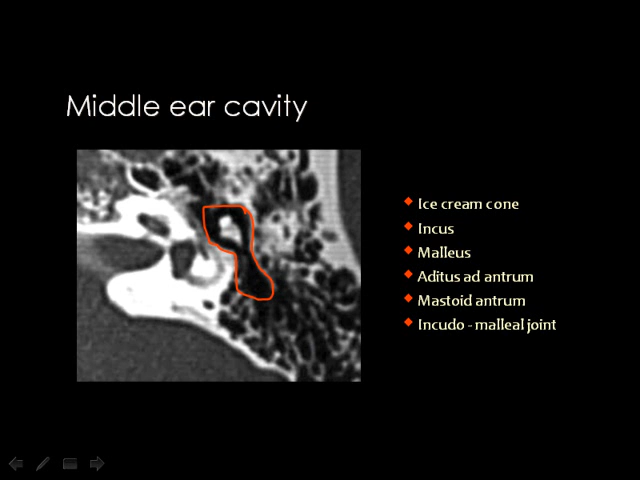 Middle ear cavity
Ice cream cone
Incus
Malleus
Aditus ad antrum
Mastoid antrum
Incudo - malleal joint